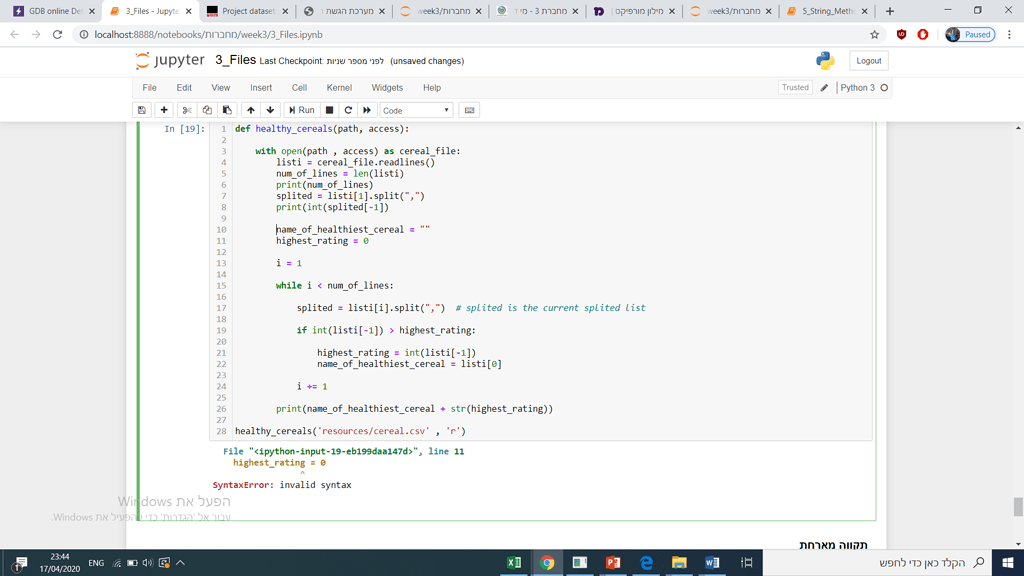 GDB online De
3_Files - Jupyte
Project dataset
מערכת הגשת
מחברות/week3
מחברת 3 - מי
מילון מורפיקס
מחברות/week3
5_String_Meth
localhost:8888/notebooks/מחברות/week3/3_Files.ipynb
Paused
jupyter 3_Files Last Checkpoint: לפני מספר שניות (unsaved changes)
Logout
File Edit View Insert Cell Kernel Widgets Help
Trusted Python 3
Run Code
In [19]:
1 def healthy_cereals(path, access):
2
3 with open(path , access) as cereal_file:
4 listi = cereal_file.readlines()
5 num_of_lines = len(listi)
6 print(num_of_lines)
7 splited = listi[1].split(",")
8 print(int(splited[-1])
9
10 name_of_healthiest_cereal = ""
11 highest_rating = 0
12
13 i = 1
14
15 while i < num_of_lines:
16
17 splited = listi[i].split(",") # splited is the current splited list
18
19 if int(listi[-1]) > highest_rating:
20
21 highest_rating = int(listi[-1])
22 name_of_healthiest_cereal = listi[0]
23
24 i += 1
25
26 print(name_of_healthiest_cereal + str(highest_rating))
27
28 healthy_cereals('resources/cereal.csv' , 'r')
File "<ipython-input-19-eb199daa147d>", line 11
highest_rating = 0
^
SyntaxError: invalid syntax
הפעל את Windows
עבור אל 'הגדרות' כדי להפעיל את Windows.
תקווה מארחת
23:44
17/04/2020
ENG
הקלד כאן כדי לחפש